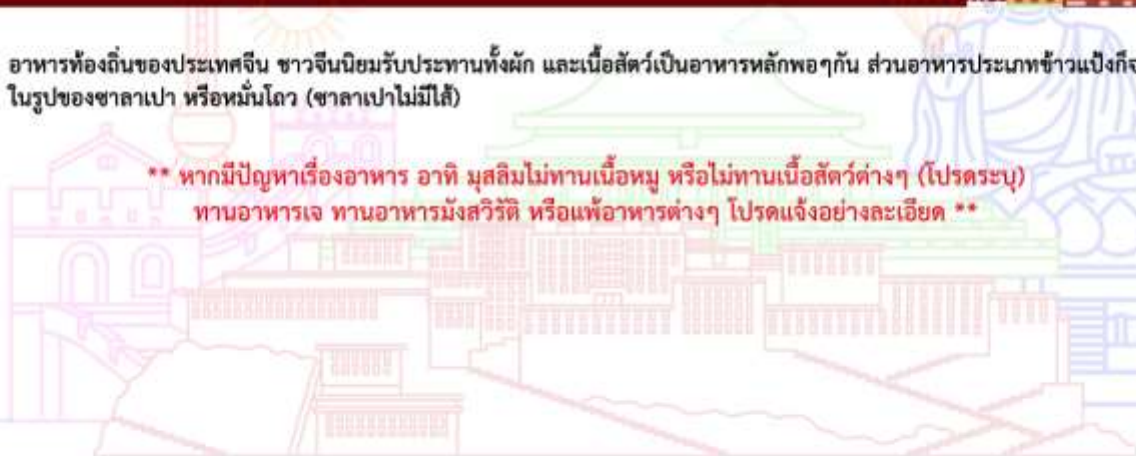 อาหารท้องถิ่นของประเทศจีน ชาวจีนนิยมรับประทานทั้งผัก และเนื้อสัตว์เป็นอาหารหลักพอๆกัน ส่วนอาหารประเภทข้าวแป้งก็จ
ในรูปของซาลาเปา หรือหมั่นโถว (ซาลาเปาไม่มีไส้)
** หากมีปัญหาเรื่องอาหาร อาทิ มุสลิมไม่ทานเนื้อหมู หรือไม่ทานเนื้อสัตว์ต่างๆ (โปรดระบุ)
ทานอาหารเจ ทานอาหารมังสวิรัติ หรือแพ้อาหารต่างๆ โปรดแจ้งอย่างละเอียด **